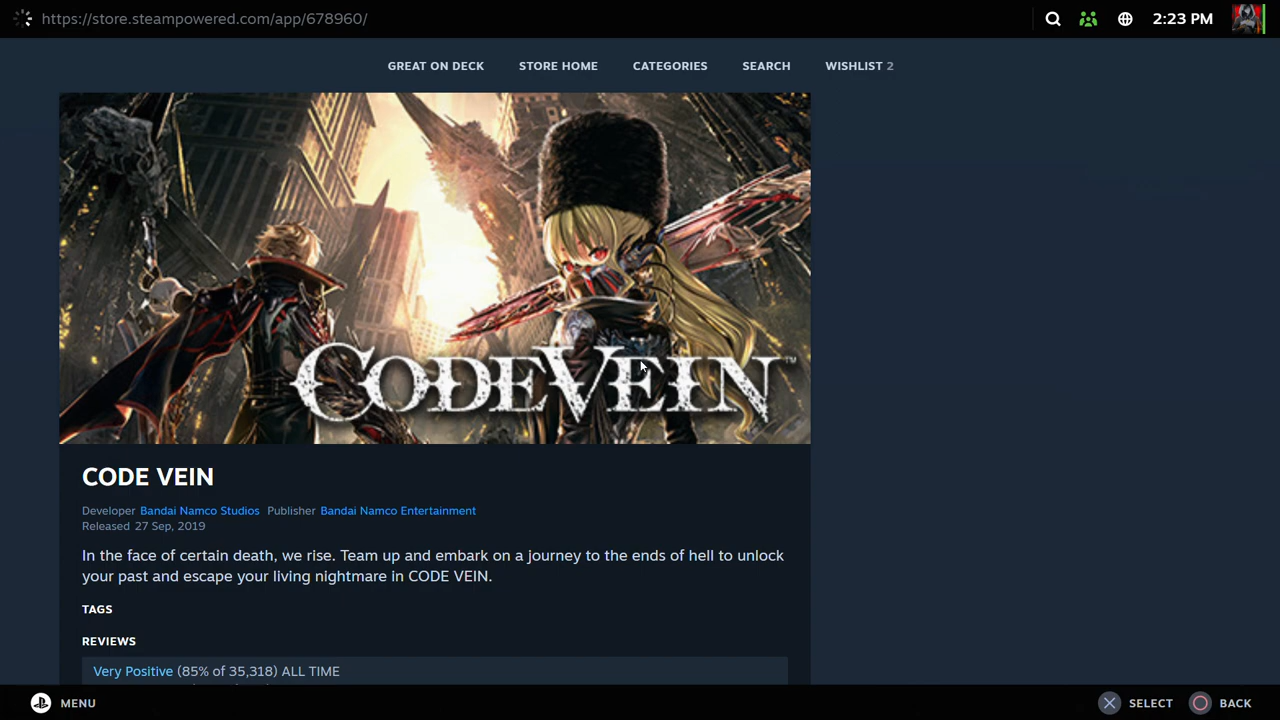 https://store.steampowered.com/app/678960/
2:23 PM
GREAT ON DECK STORE HOME CATEGORIES SEARCH WISHLIST 2
CODE VEIN™
CODE VEIN
Developer Bandai Namco Studios Publisher Bandai Namco Entertainment
Released 27 Sep, 2019
In the face of certain death, we rise. Team up and embark on a journey to the ends of hell to unlock
your past and escape your living nightmare in CODE VEIN.
TAGS
REVIEWS
Very Positive (85% of 35,318) ALL TIME
MENU SELECT BACK